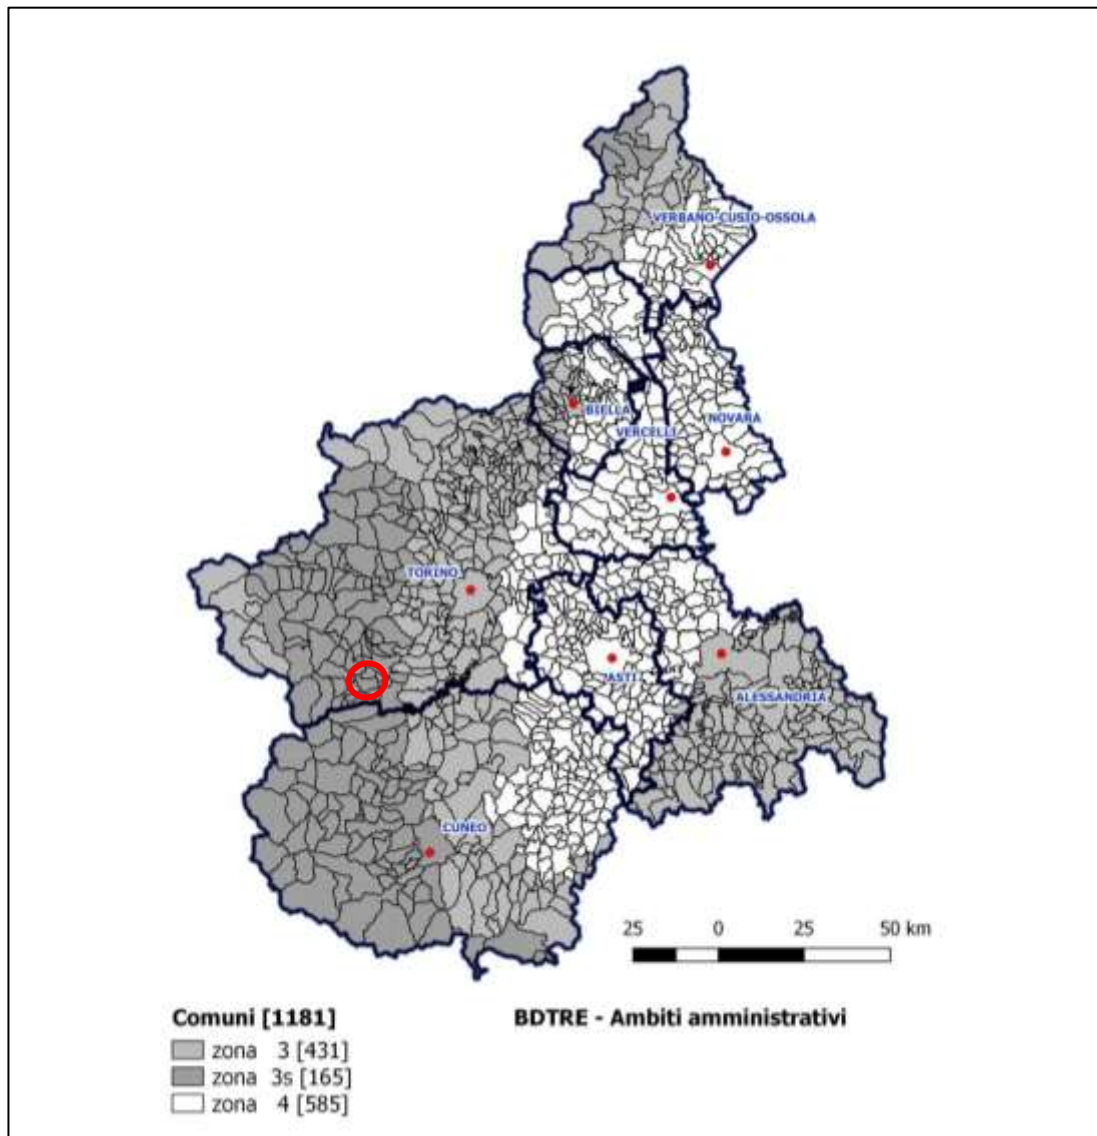 VERBANO-CUSIO-OSSOLA
BIELLA
VERCELLI
NOVARA
TORINO
ASTI
ALESSANDRIA
CUNEO
25 0 25 50 km
Comuni [1181]
BDTRE - Ambiti amministrativi
zona 3 [431]
zona 3s [165]
zona 4 [585]